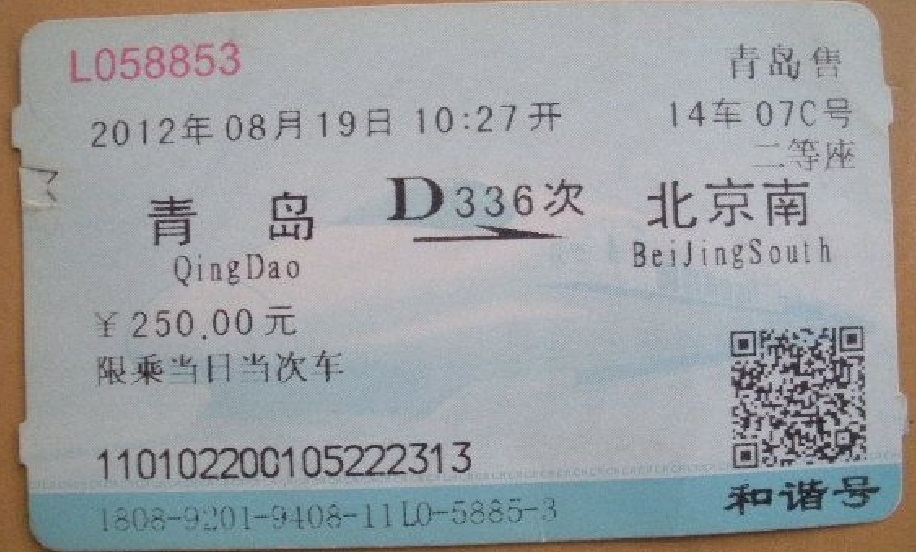 L058853
青岛售
2012年08月19日 10:27开
14车 07C号
二等座
青岛 D336次 北京南
QingDao
BeiJingSouth
¥250.00元
限乘当日当次车
110102200105222313
和谐号
1808-9201-9408-11L0-5885-3